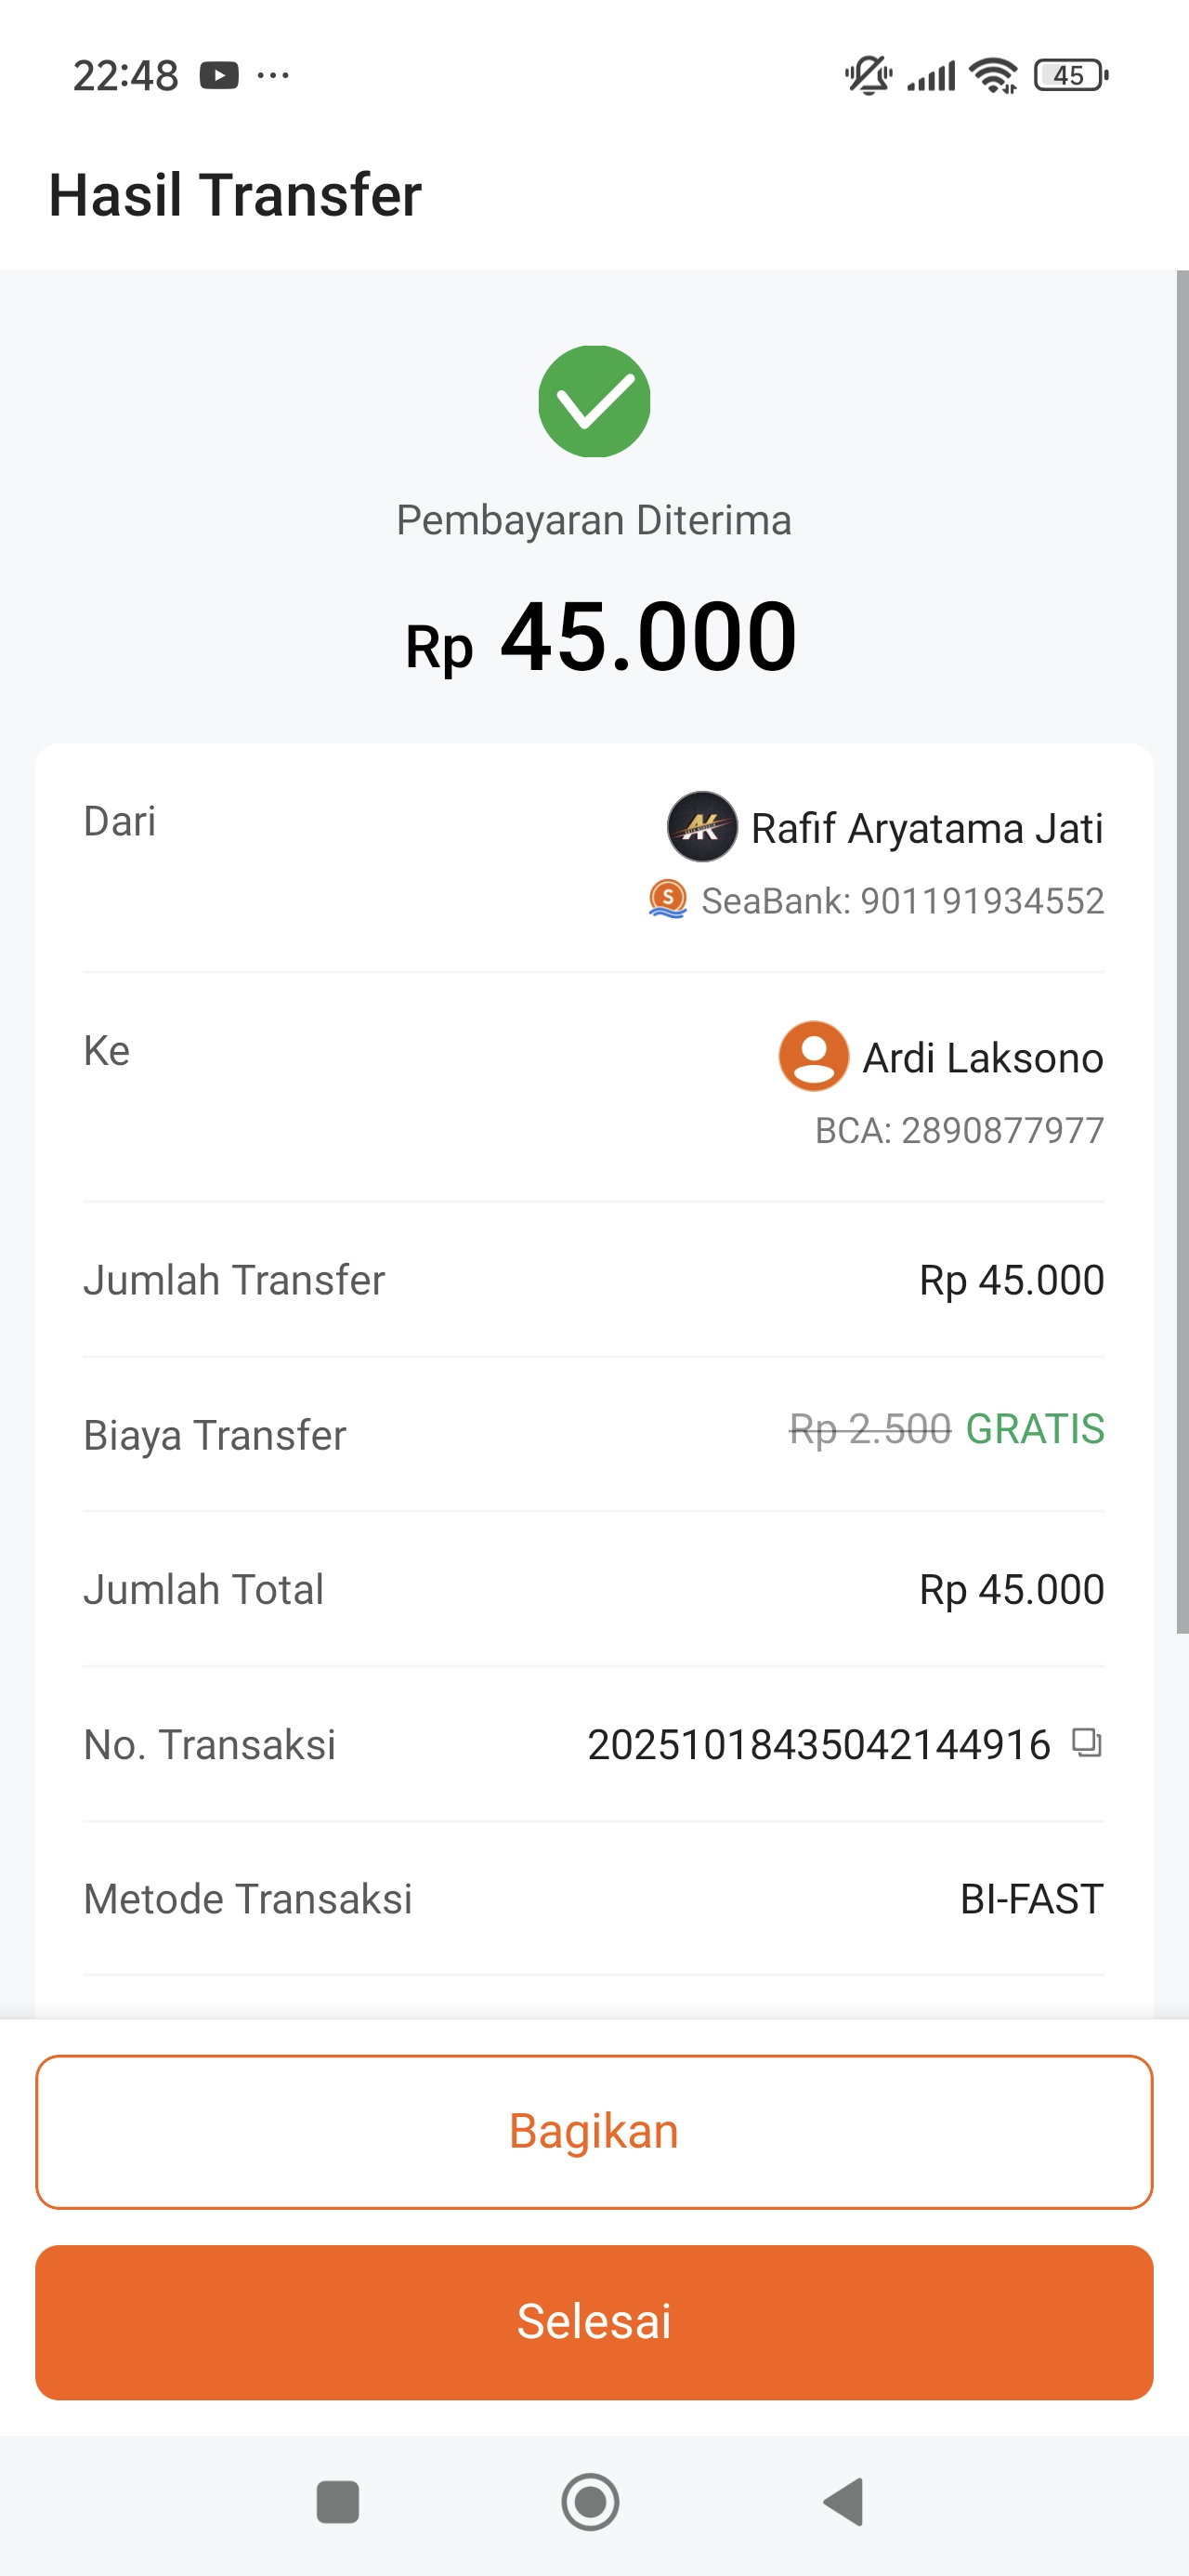 22:48 ...
45
Hasil Transfer
Pembayaran Diterima
Rp 45.000
Dari
AK Rafif Aryatama Jati
S SeaBank: 901191934552
Ke
Ardi Laksono
BCA: 2890877977
Jumlah Transfer Rp 45.000
Biaya Transfer Rp 2.500 GRATIS
Jumlah Total Rp 45.000
No. Transaksi 20251018435042144916
Metode Transaksi BI-FAST
Bagikan
Selesai